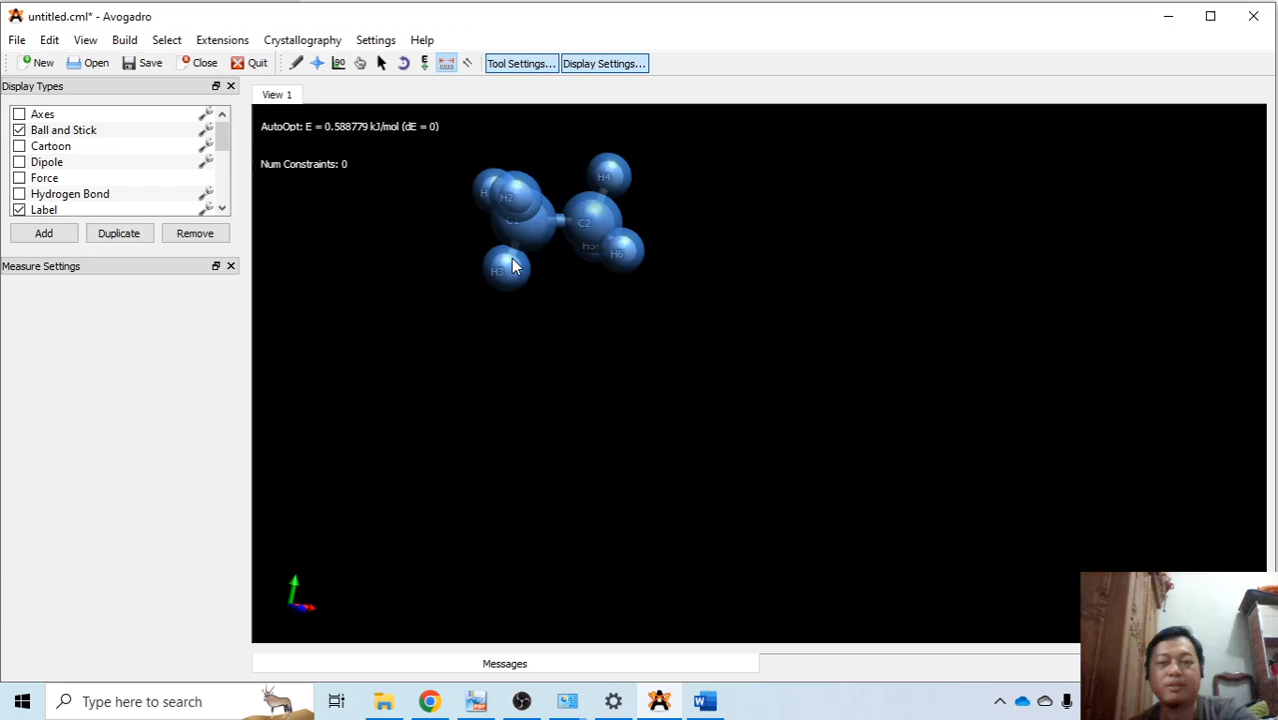 untitled.cml* - Avogadro
File Edit View Build Select Extensions Crystallography Settings Help
New Open Save Close Quit E Tool Settings... Display Settings...
Display Types
View 1
Axes
Ball and Stick
Cartoon
Dipole
Force
Hydrogen Bond
Label
Add Duplicate Remove
Measure Settings
AutoOpt: E = 0.588779 kJ/mol (dE = 0)
Num Constraints: 0
H4
H H2
C1 C2
H5 H6
H3
Messages
Type here to search